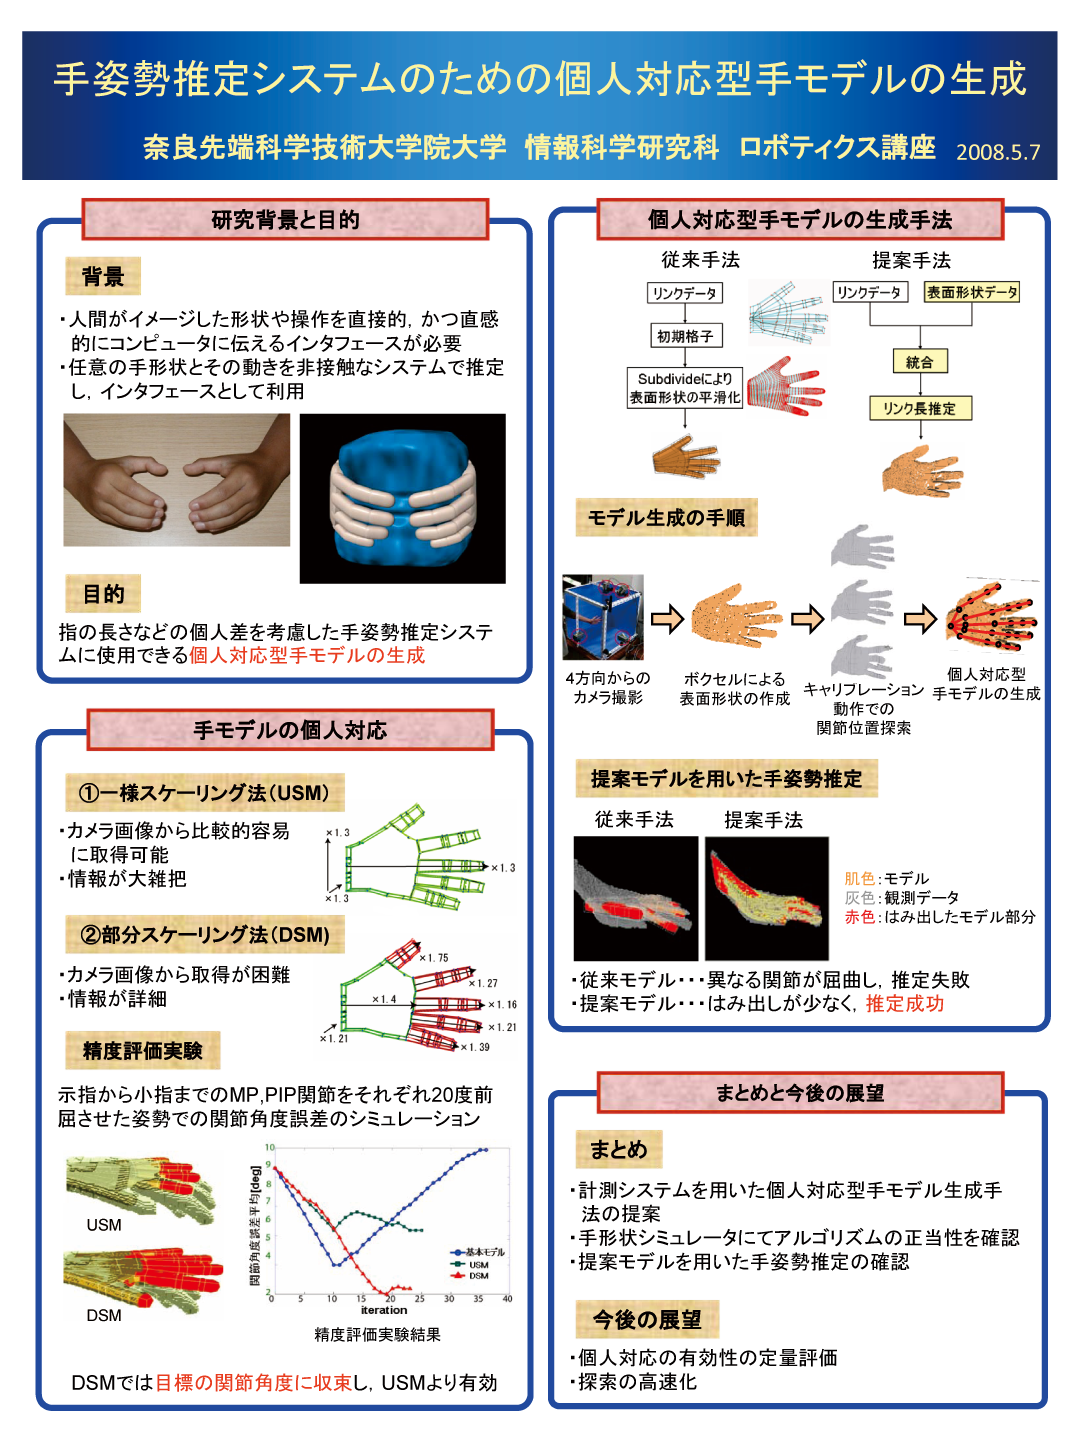 手姿勢推定システムのための個人対応型手モデルの生成
奈良先端科学技術大学院大学 情報科学研究科 ロボティクス講座 2008.5.7
研究背景と目的
背景
・人間がイメージした形状や操作を直接的，かつ直感
的にコンピュータに伝えるインタフェースが必要
・任意の手形状とその動きを非接触なシステムで推定
し，インタフェースとして利用
目的
指の長さなどの個人差を考慮した手姿勢推定システ
ムに使用できる個人対応型手モデルの生成
手モデルの個人対応
①一様スケーリング法（USM）
・カメラ画像から比較的容易
に取得可能
・情報が大雑把
×1.3
×1.3
×1.3
②部分スケーリング法（DSM）
・カメラ画像から取得が困難
・情報が詳細
×1.75
×1.27
×1.4
×1.16
×1.21
×1.21
×1.39
精度評価実験
示指から小指までのMP,PIP関節をそれぞれ20度前
屈させた姿勢での関節角度誤差のシミュレーション
USM
DSM
関節角度誤差平均[deg]
10
9
8
7
6
5
4
2
0 5 10 15 20 25 30 35 40
iteration
基本モデル
USM
DSM
精度評価実験結果
DSMでは目標の関節角度に収束し，USMより有効
個人対応型手モデルの生成手法
従来手法
リンクデータ
初期格子
Subdivideにより
表面形状の平滑化
提案手法
リンクデータ 表面形状データ
統合
リンク長推定
モデル生成の手順
4方向からの
カメラ撮影
ボクセルによる
表面形状の作成
キャリブレーション
動作での
関節位置探索
個人対応型
手モデルの生成
提案モデルを用いた手姿勢推定
従来手法 提案手法
肌色：モデル
灰色：観測データ
赤色：はみ出したモデル部分
・従来モデル・・・異なる関節が屈曲し，推定失敗
・提案モデル・・・はみ出しが少なく，推定成功
まとめと今後の展望
まとめ
・計測システムを用いた個人対応型手モデル生成手
法の提案
・手形状シミュレータにてアルゴリズムの正当性を確認
・提案モデルを用いた手姿勢推定の確認
今後の展望
・個人対応の有効性の定量評価
・探索の高速化